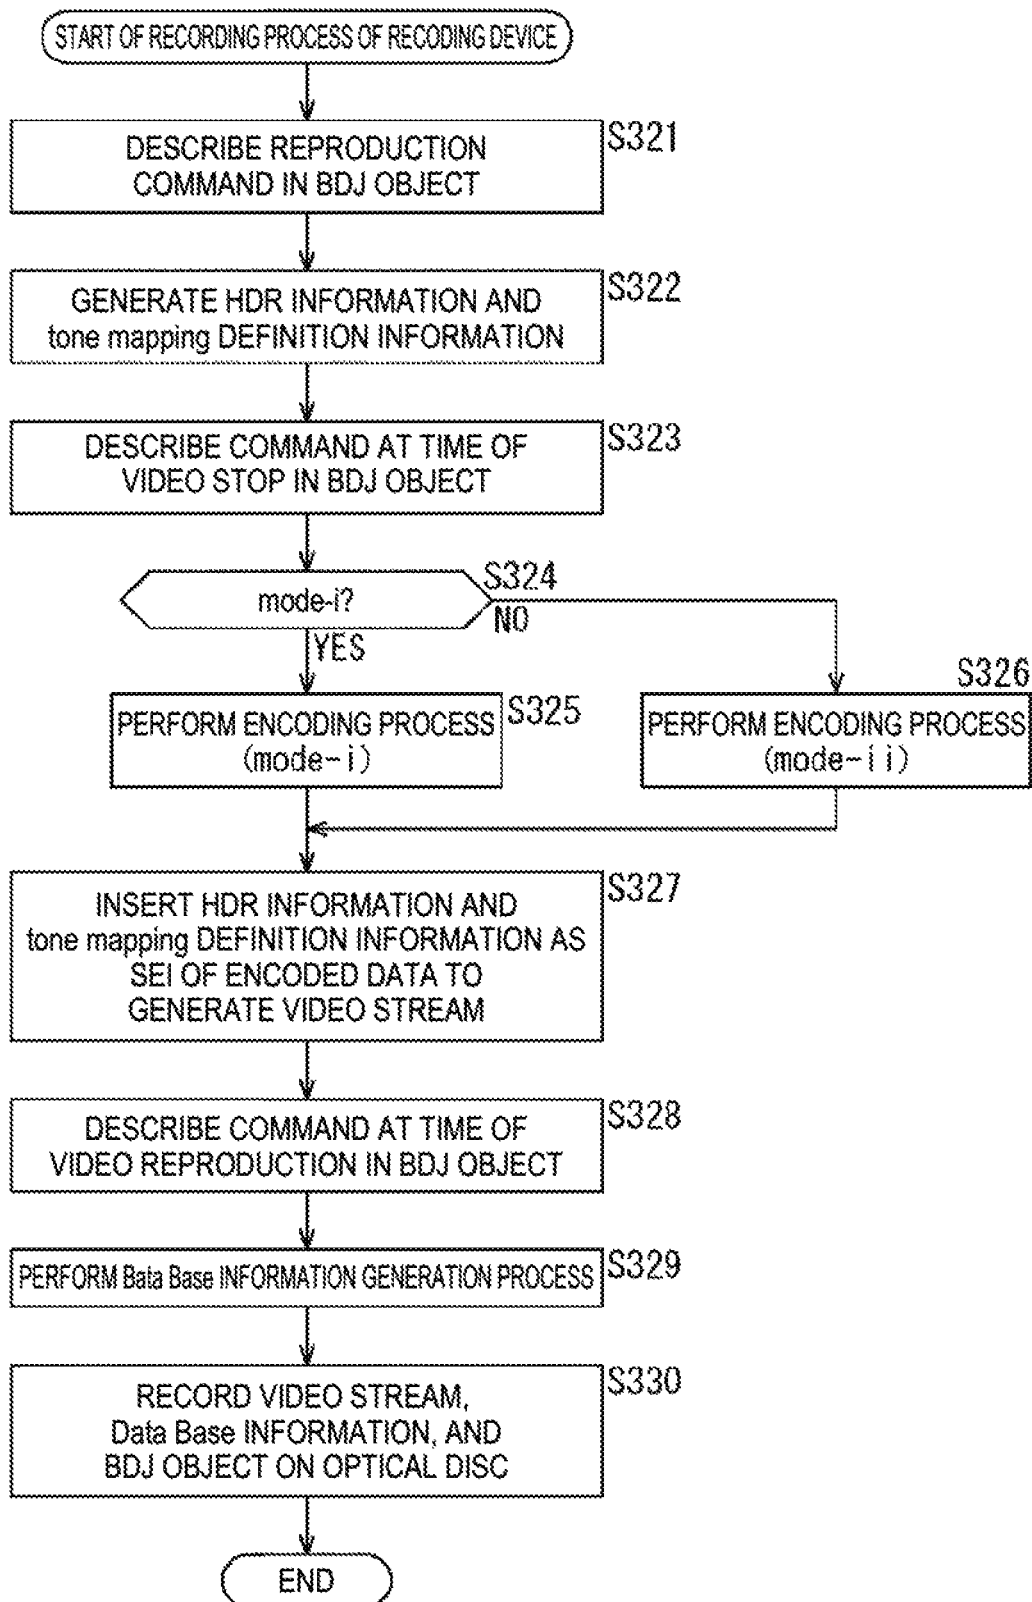 START OF RECORDING PROCESS OF RECODING DEVICE
S321
DESCRIBE REPRODUCTION
COMMAND IN BDJ OBJECT
S322
GENERATE HDR INFORMATION AND
tone mapping DEFINITION INFORMATION
S323
DESCRIBE COMMAND AT TIME OF
VIDEO STOP IN BDJ OBJECT
S324
mode-i?
NO
YES
S325
PERFORM ENCODING PROCESS
(mode-i)
S326
PERFORM ENCODING PROCESS
(mode-ii)
S327
INSERT HDR INFORMATION AND
tone mapping DEFINITION INFORMATION AS
SEI OF ENCODED DATA TO
GENERATE VIDEO STREAM
S328
DESCRIBE COMMAND AT TIME OF
VIDEO REPRODUCTION IN BDJ OBJECT
S329
PERFORM Bata Base INFORMATION GENERATION PROCESS
S330
RECORD VIDEO STREAM,
Data Base INFORMATION, AND
BDJ OBJECT ON OPTICAL DISC
END